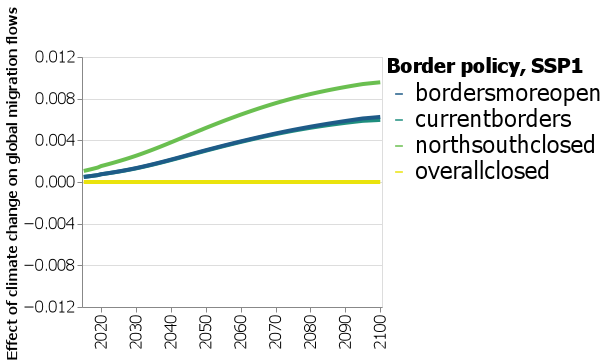 Effect of climate change on global migration flows
0.012
0.008
0.004
0.000
−0.004
−0.008
−0.012
2020
2030
2040
2050
2060
2070
2080
2090
2100
Border policy, SSP1
bordersmoreopen
currentborders
northsouthclosed
overallclosed